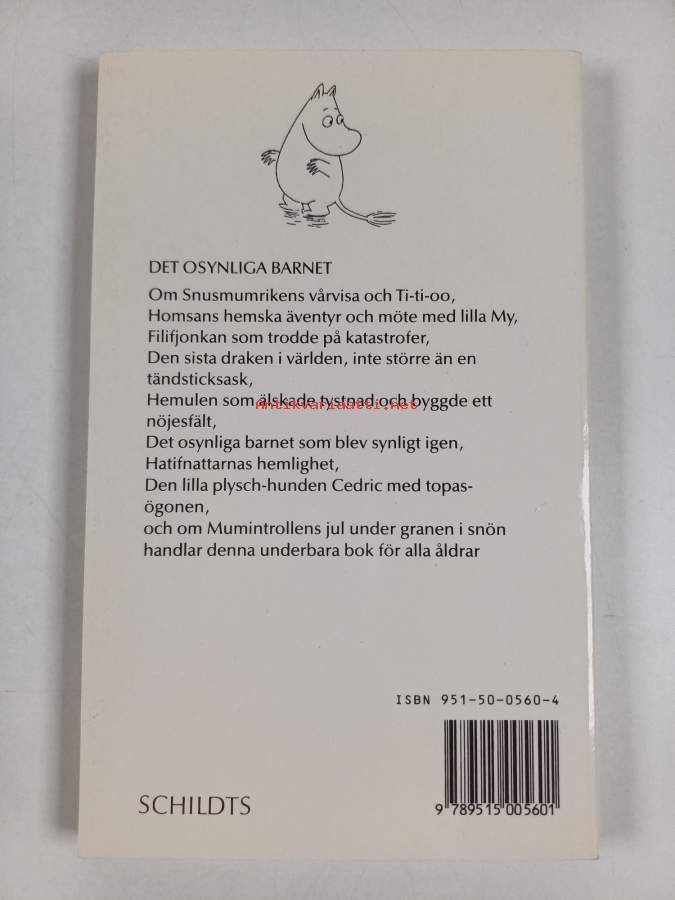 DET OSYNLIGA BARNET
Om Snusmumrikens vårvisa och Ti-ti-oo,
Homsans hemska äventyr och möte med lilla My,
Filifjonkan som trodde på katastrofer,
Den sista draken i världen, inte större än en
tändsticksask,
Hemulen som älskade tystnad och byggde ett
nöjesfält,
Antikvariaatti.net
Det osynliga barnet som blev synligt igen,
Hatifnattarnas hemlighet,
Den lilla plysch-hunden Cedric med topas-
ögonen,
och om Mumintrollens jul under granen i snön
handlar denna underbara bok för alla åldrar
ISBN 951-50-0560-4
SCHILDTS
9 789515 005601